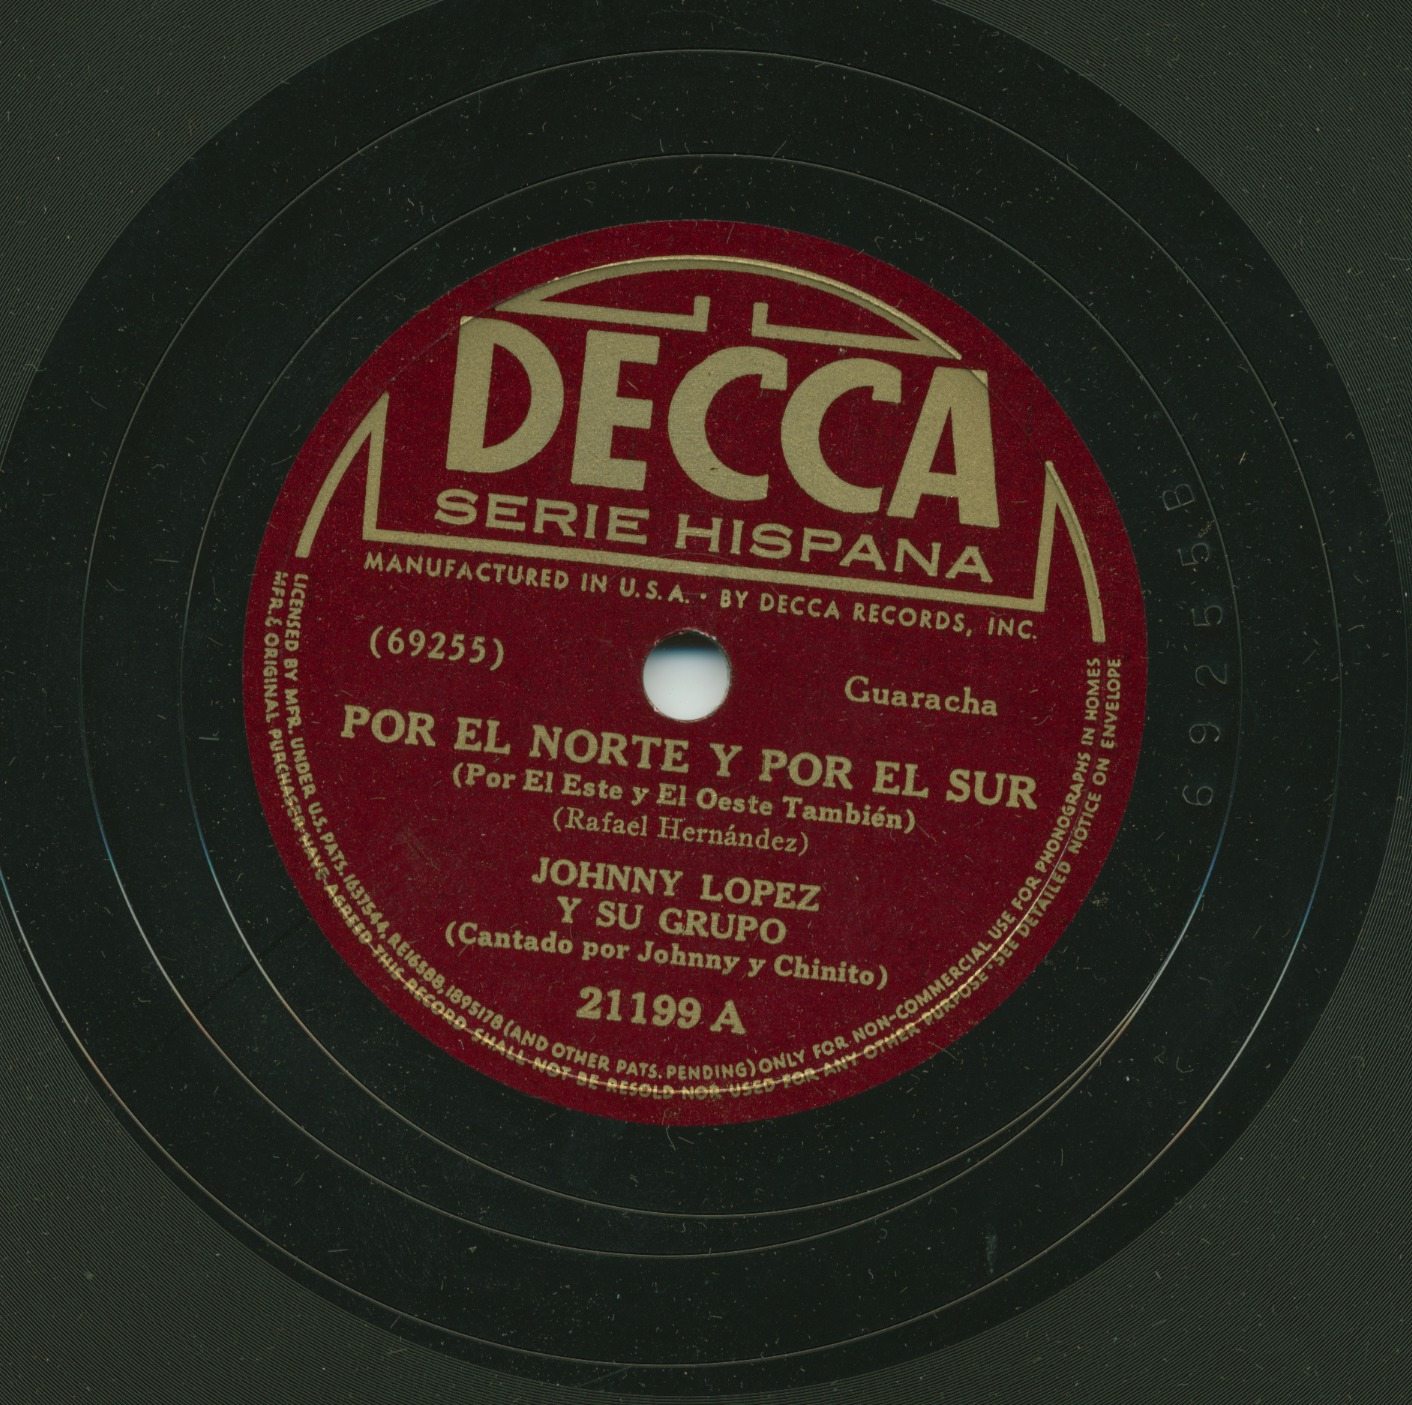 DECCA
SERIE HISPANA
MANUFACTURED IN U.S.A. • BY DECCA RECORDS, INC.
(69255)
Guaracha
POR EL NORTE Y POR EL SUR
(Por El Este y El Oeste También)
(Rafael Hernández)
JOHNNY LOPEZ
Y SU GRUPO
(Cantado por Johnny y Chinito)
21199 A
LICENSED BY MFR. UNDER U.S. PATS. 1637544, RE16588, 1895178 (AND OTHER PATS. PENDING) ONLY FOR NON-COMMERCIAL USE FOR PHONOGRAPHS IN HOMES
MFR. & ORIGINAL PURCHASER HAVE AGREED THIS RECORD SHALL NOT BE RESOLD NOR USED FOR ANY OTHER PURPOSE. SEE DETAILED NOTICE ON ENVELOPE
69255B